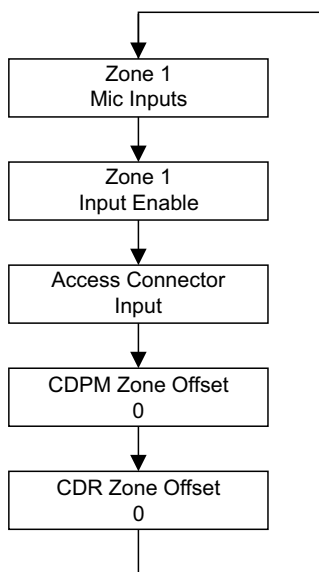 Zone 1
Mic Inputs
Zone 1
Input Enable
Access Connector
Input
CDPM Zone Offset
0
CDR Zone Offset
0